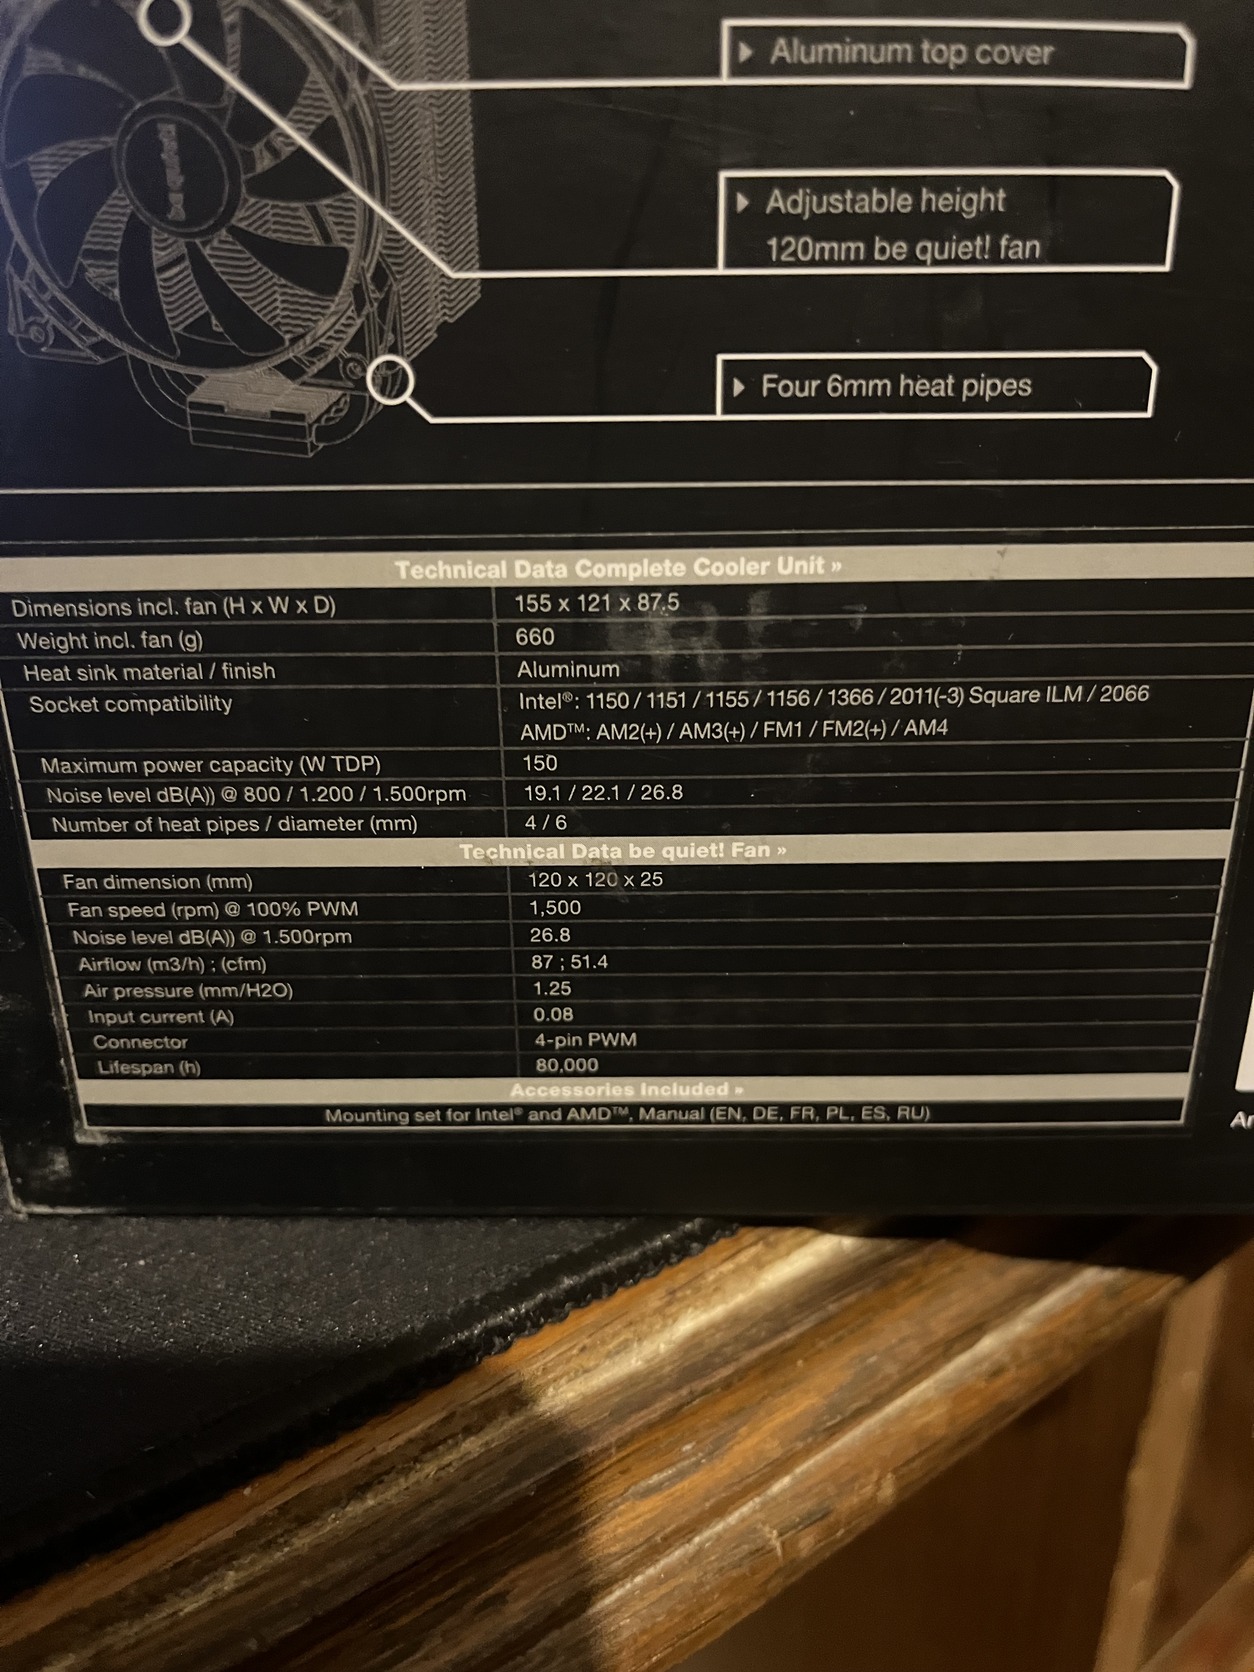 be quiet!
Aluminum top cover
Adjustable height
120mm be quiet! fan
Four 6mm heat pipes
Technical Data Complete Cooler Unit »
Dimensions incl. fan (H x W x D) 155 x 121 x 87.5
Weight incl. fan (g) 660
Heat sink material / finish Aluminum
Socket compatibility Intel®: 1150 / 1151 / 1155 / 1156 / 1366 / 2011(-3) Square ILM / 2066
AMD™: AM2(+) / AM3(+) / FM1 / FM2(+) / AM4
Maximum power capacity (W TDP) 150
Noise level dB(A)) @ 800 / 1.200 / 1.500rpm 19.1 / 22.1 / 26.8
Number of heat pipes / diameter (mm) 4 / 6
Technical Data be quiet! Fan »
Fan dimension (mm) 120 x 120 x 25
Fan speed (rpm) @ 100% PWM 1,500
Noise level dB(A)) @ 1.500rpm 26.8
Airflow (m3/h) ; (cfm) 87 ; 51.4
Air pressure (mm/H2O) 1.25
Input current (A) 0.08
Connector 4-pin PWM
Lifespan (h) 80,000
Accessories Included »
Mounting set for Intel® and AMD™, Manual (EN, DE, FR, PL, ES, RU)